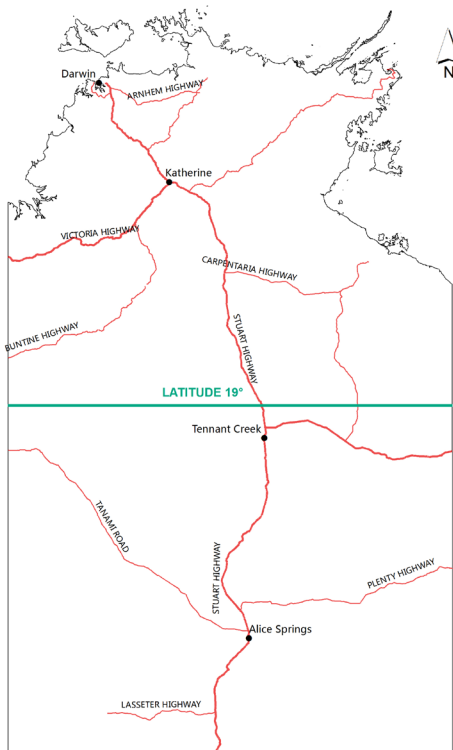 N
Darwin
ARNHEM HIGHWAY
Katherine
VICTORIA HIGHWAY
CARPENTARIA HIGHWAY
BUNTINE HIGHWAY
STUART HIGHWAY
LATITUDE 19°
Tennant Creek
TANAMI ROAD
STUART HIGHWAY
PLENTY HIGHWAY
Alice Springs
LASSETER HIGHWAY